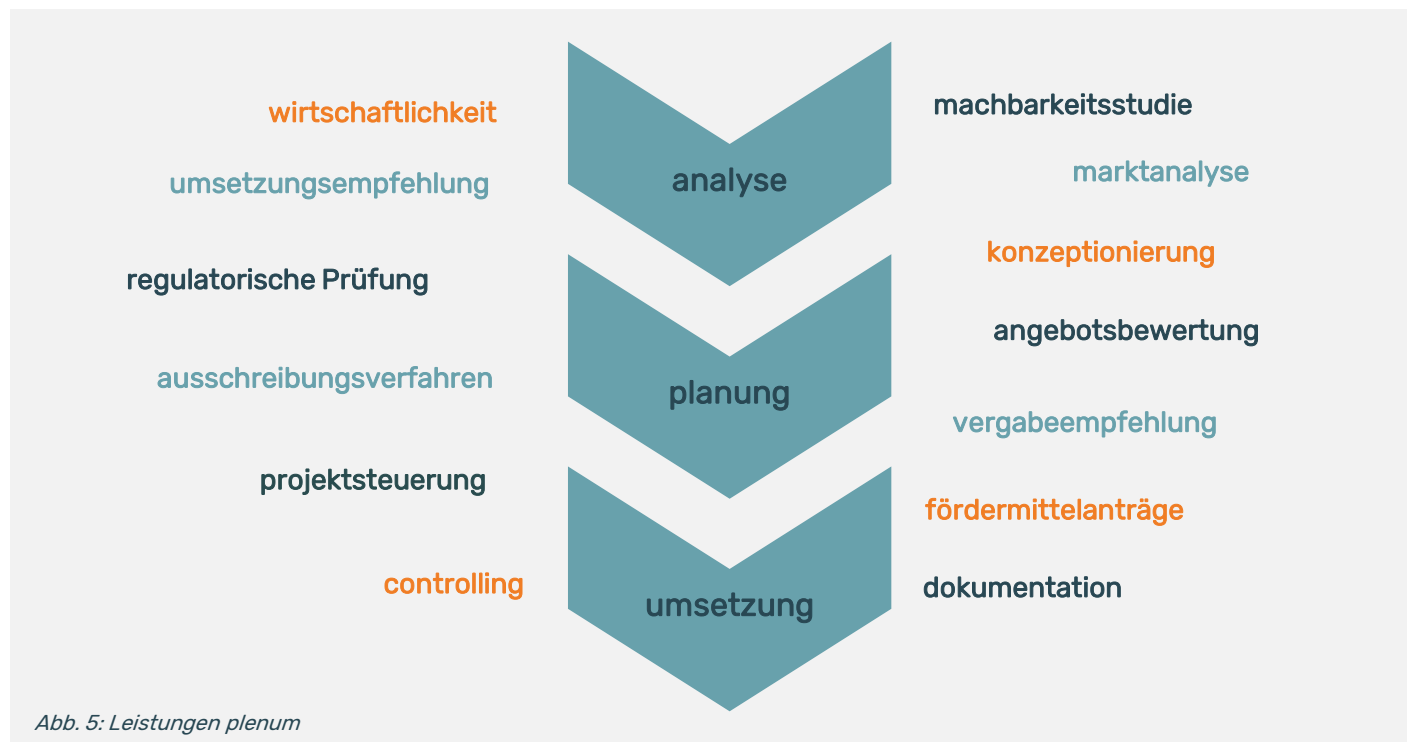 wirtschaftlichkeit
machbarkeitsstudie
umsetzungsempfehlung
analyse
marktanalyse
regulatorische Prüfung
konzeptionierung
angebotsbewertung
ausschreibungsverfahren
planung
vergabeempfehlung
projektsteuerung
fördermittelanträge
controlling
umsetzung
dokumentation
Abb. 5: Leistungen plenum